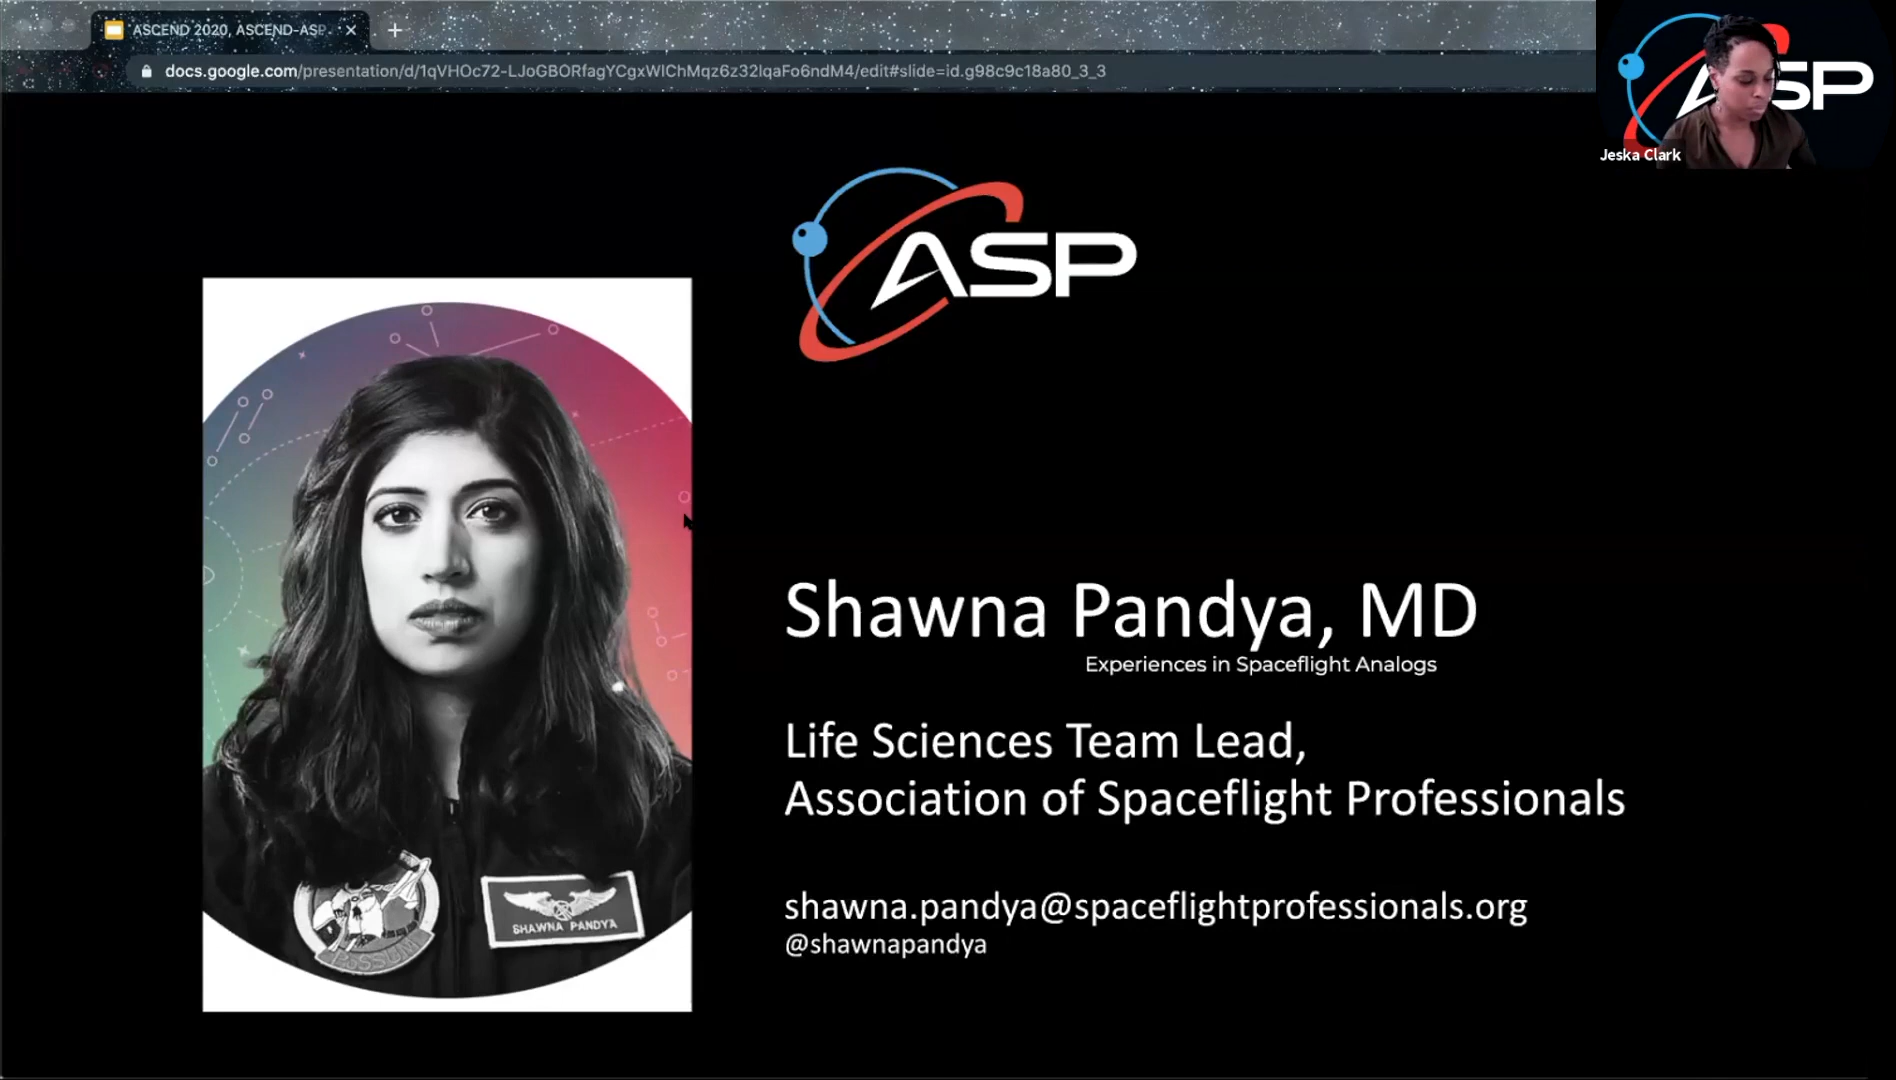 ASCEND 2020, ASCEND-ASP
docs.google.com/presentation/d/1qVHOc72-LJoGBORfagYCgxWIChMqz6z32lqaFo6ndM4/edit#slide=id.g98c9c18a80_3_3
ASP
Jeska Clark
ASP
Shawna Pandya, MD
Experiences in Spaceflight Analogs
Life Sciences Team Lead,
Association of Spaceflight Professionals
shawna.pandya@spaceflightprofessionals.org
@shawnapandya
POSSUM
SHAWNA PANDYA